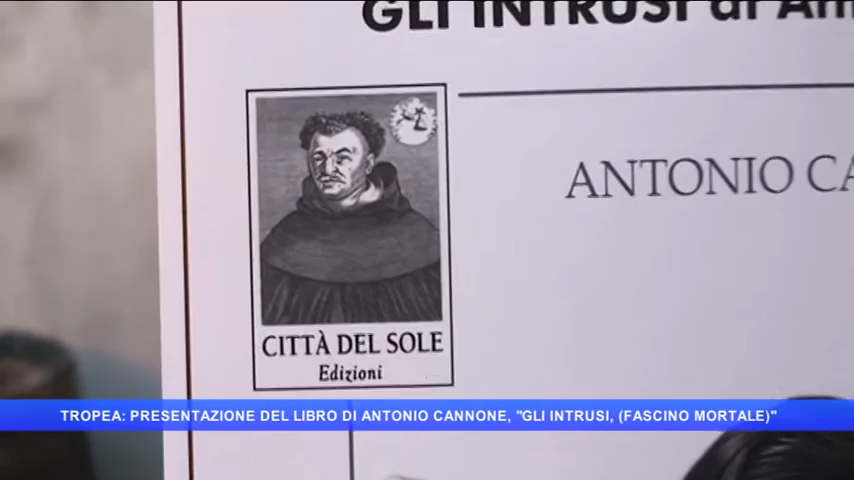 GLI INTRUSI di
ANTONIO
CITTÀ DEL SOLE
Edizioni
TROPEA: PRESENTAZIONE DEL LIBRO DI ANTONIO CANNONE, "GLI INTRUSI, (FASCINO MORTALE)"